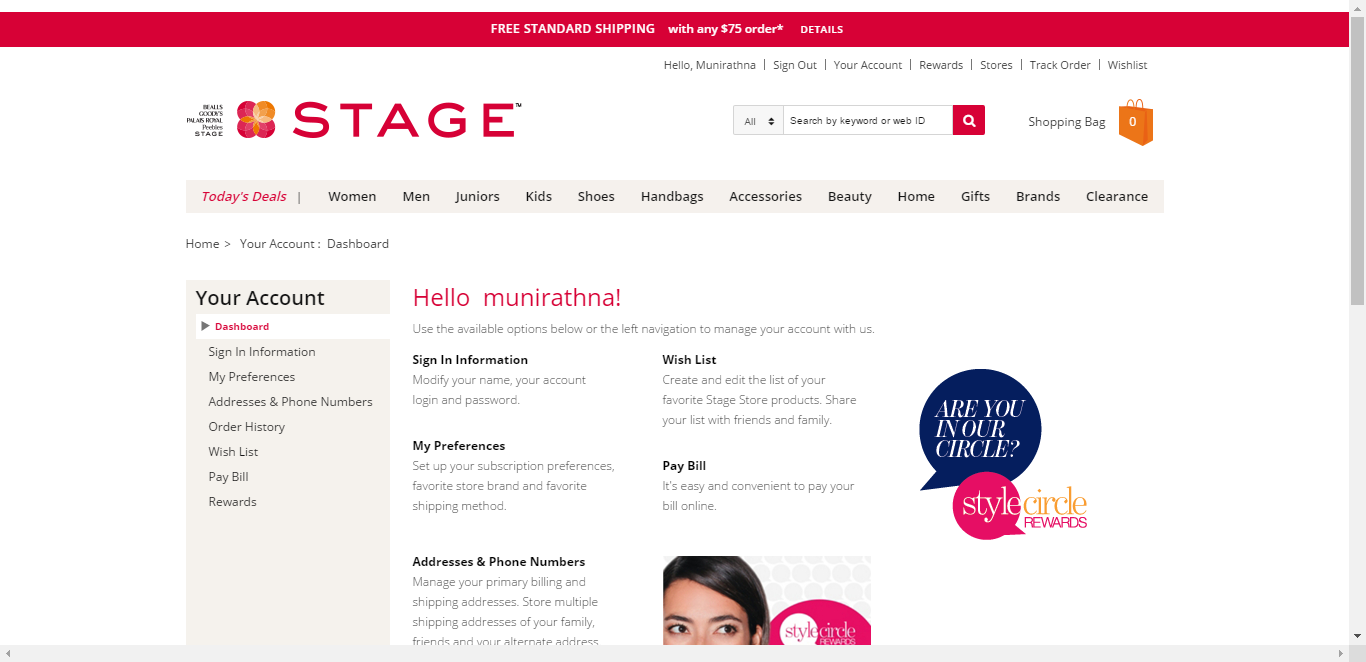 FREE STANDARD SHIPPING with any $75 order* DETAILS
Hello, Munirathna | Sign Out | Your Account | Rewards | Stores | Track Order | Wishlist
BEALLS
GOODY'S
PALAIS ROYAL
Peebles
STAGE
STAGE™
All
Search by keyword or web ID
Shopping Bag 0
Today's Deals | Women Men Juniors Kids Shoes Handbags Accessories Beauty Home Gifts Brands Clearance
Home > Your Account : Dashboard
Your Account
Dashboard
Sign In Information
My Preferences
Addresses & Phone Numbers
Order History
Wish List
Pay Bill
Rewards
Hello munirathna!
Use the available options below or the left navigation to manage your account with us.
Sign In Information
Modify your name, your account
login and password.
My Preferences
Set up your subscription preferences,
favorite store brand and favorite
shipping method.
Addresses & Phone Numbers
Manage your primary billing and
shipping addresses. Store multiple
shipping addresses of your family,
friends and your alternate address
Wish List
Create and edit the list of your
favorite Stage Store products. Share
your list with friends and family.
Pay Bill
It's easy and convenient to pay your
bill online.
stylecircle
REWARDS
ARE YOU
IN OUR
CIRCLE?
stylecircle
REWARDS